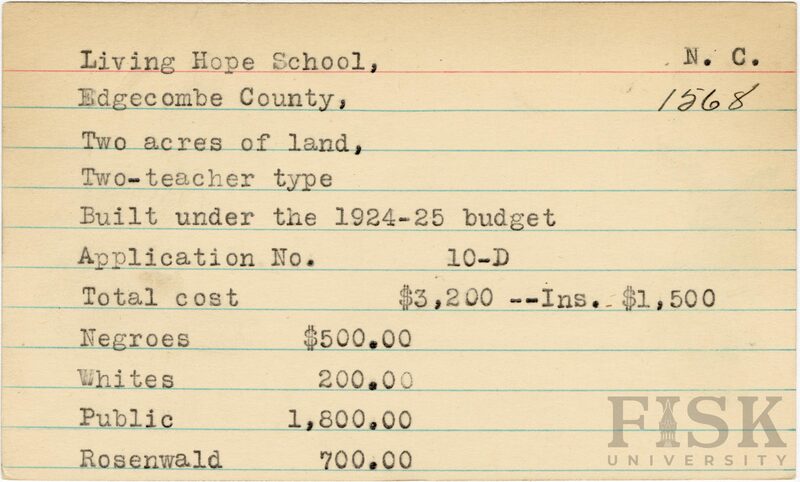 Living Hope School, N. C.
Edgecombe County, 1568
Two acres of land,
Two-teacher type
Built under the 1924-25 budget
Application No. 10-D
Total cost $3,200 --Ins. $1,500
Negroes $500.00
Whites 200.00
Public 1,800.00
Rosenwald 700.00
FISK
UNIVERSITY